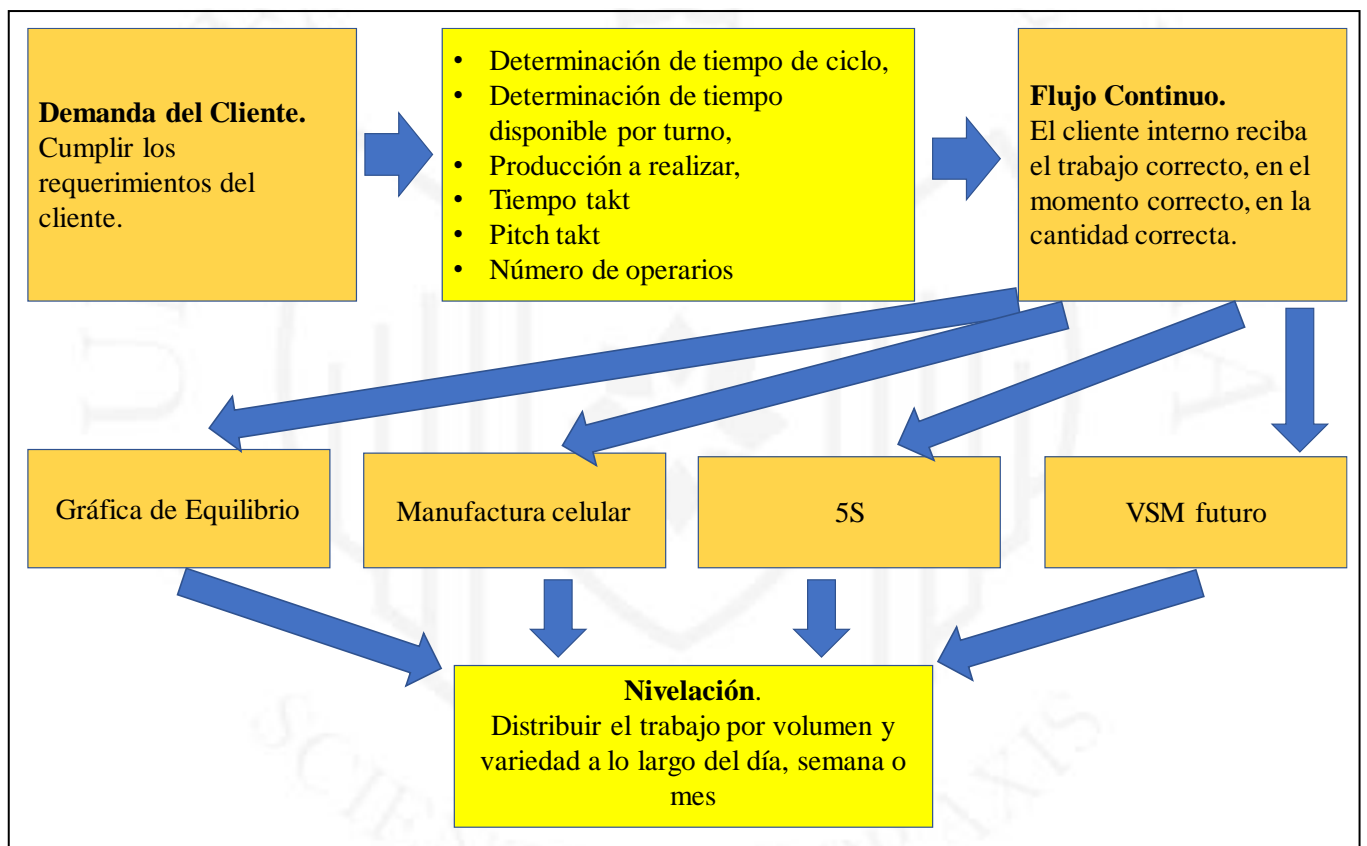 Demanda del Cliente.
Cumplir los
requerimientos del
cliente.
• Determinación de tiempo de ciclo,
• Determinación de tiempo
disponible por turno,
• Producción a realizar,
• Tiempo takt
• Pitch takt
• Número de operarios
Flujo Continuo.
El cliente interno reciba
el trabajo correcto, en el
momento correcto, en la
cantidad correcta.
Gráfica de Equilibrio
Manufactura celular
5S
VSM futuro
Nivelación.
Distribuir el trabajo por volumen y
variedad a lo largo del día, semana o
mes